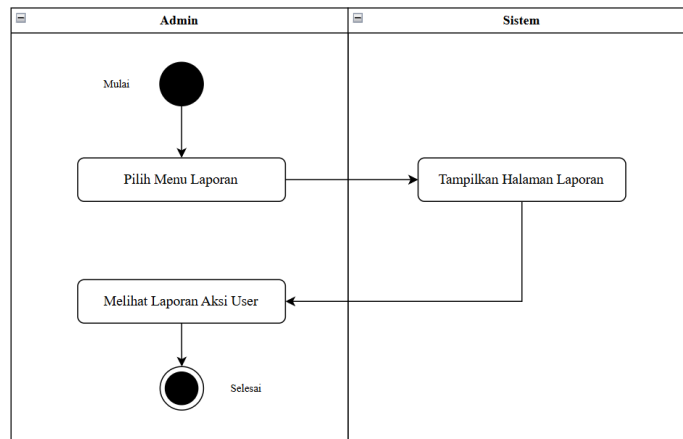 Admin
Sistem
Mulai
Pilih Menu Laporan
Tampilkan Halaman Laporan
Melihat Laporan Aksi User
Selesai